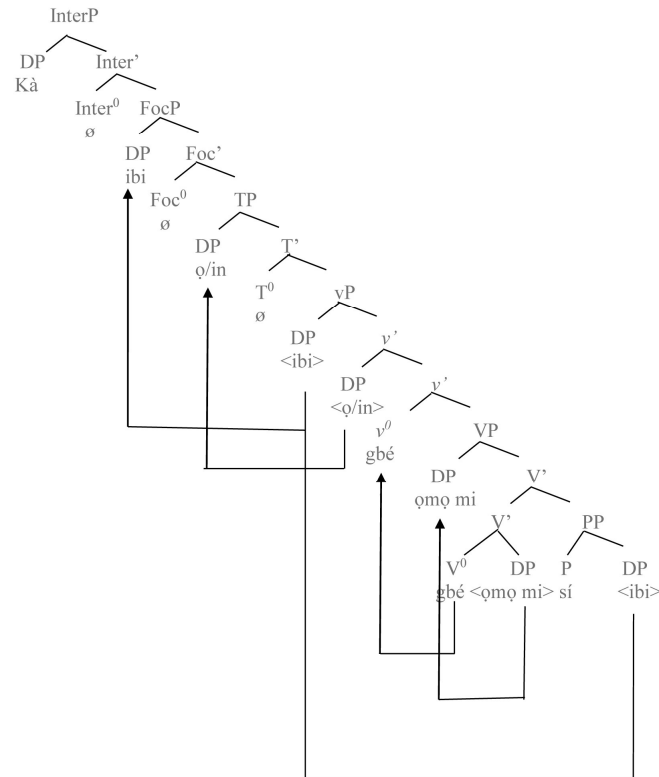 InterP
DP Inter’
Kà
Inter⁰ FocP
ø
DP Foc’
ibi
Foc⁰ TP
ø
DP T’
ọ/in
T⁰ vP
ø
DP v’
<ibi>
DP v’
<ọ/in>
v⁰ VP
gbé
DP V’
ọmọ mi
V’ PP
V⁰ DP P DP
gbé <ọmọ mi> sí <ibi>